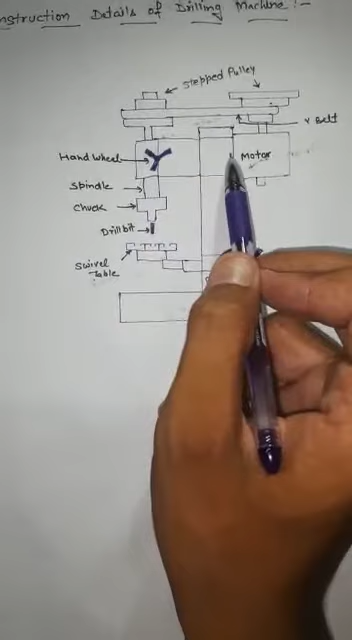 nstruction Details of Drilling Machine:-
Stepped Pulley
V Belt
Hand Wheel
Motor
Spindle
Chuck
Drill bit
Swivel
Table